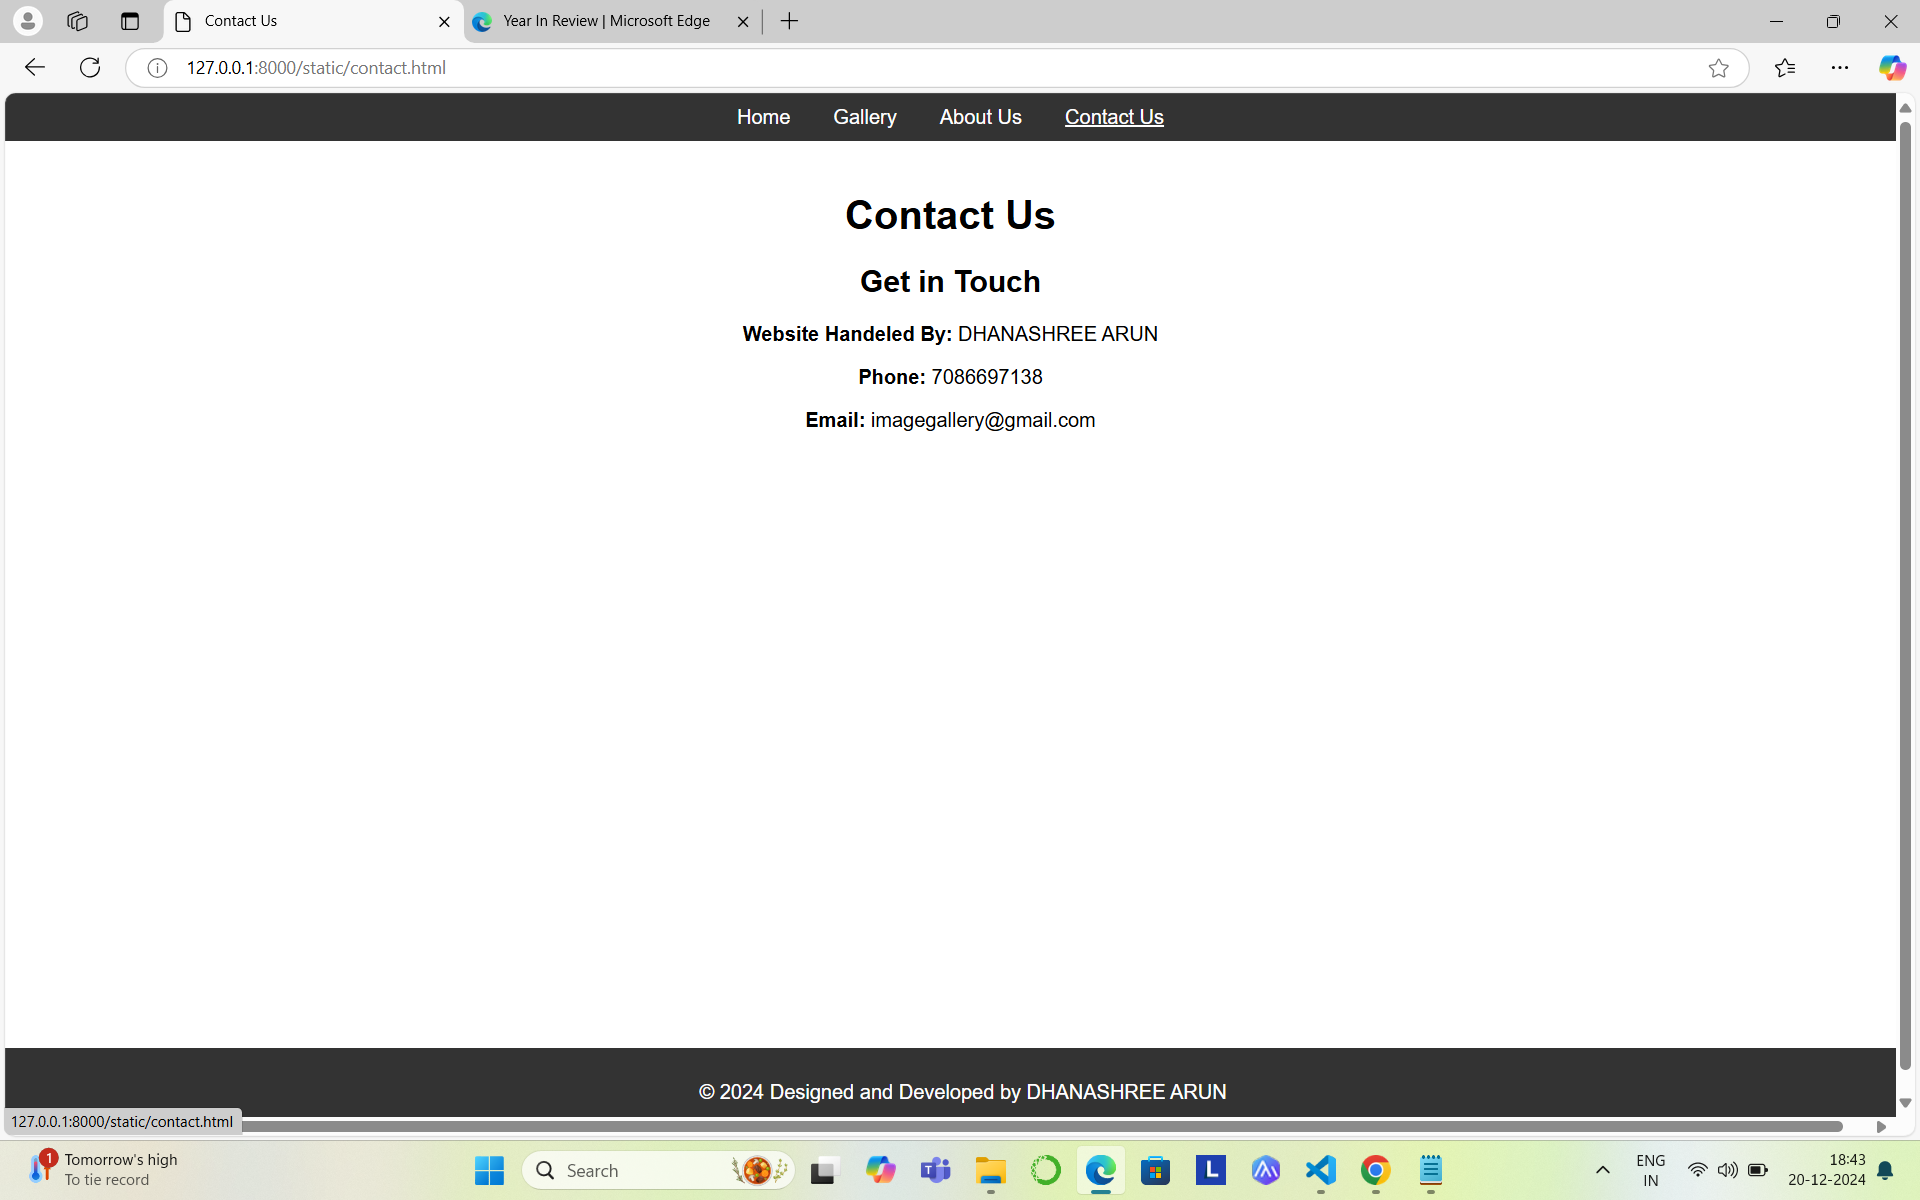 Contact Us
Year In Review | Microsoft Edge
127.0.0.1:8000/static/contact.html
Home Gallery About Us Contact Us
Contact Us
Get in Touch
Website Handeled By: DHANASHREE ARUN
Phone: 7086697138
Email: imagegallery@gmail.com
© 2024 Designed and Developed by DHANASHREE ARUN
127.0.0.1:8000/static/contact.html
1
Tomorrow's high
To tie record
Search
T
L
ENG
IN
18:43
20-12-2024